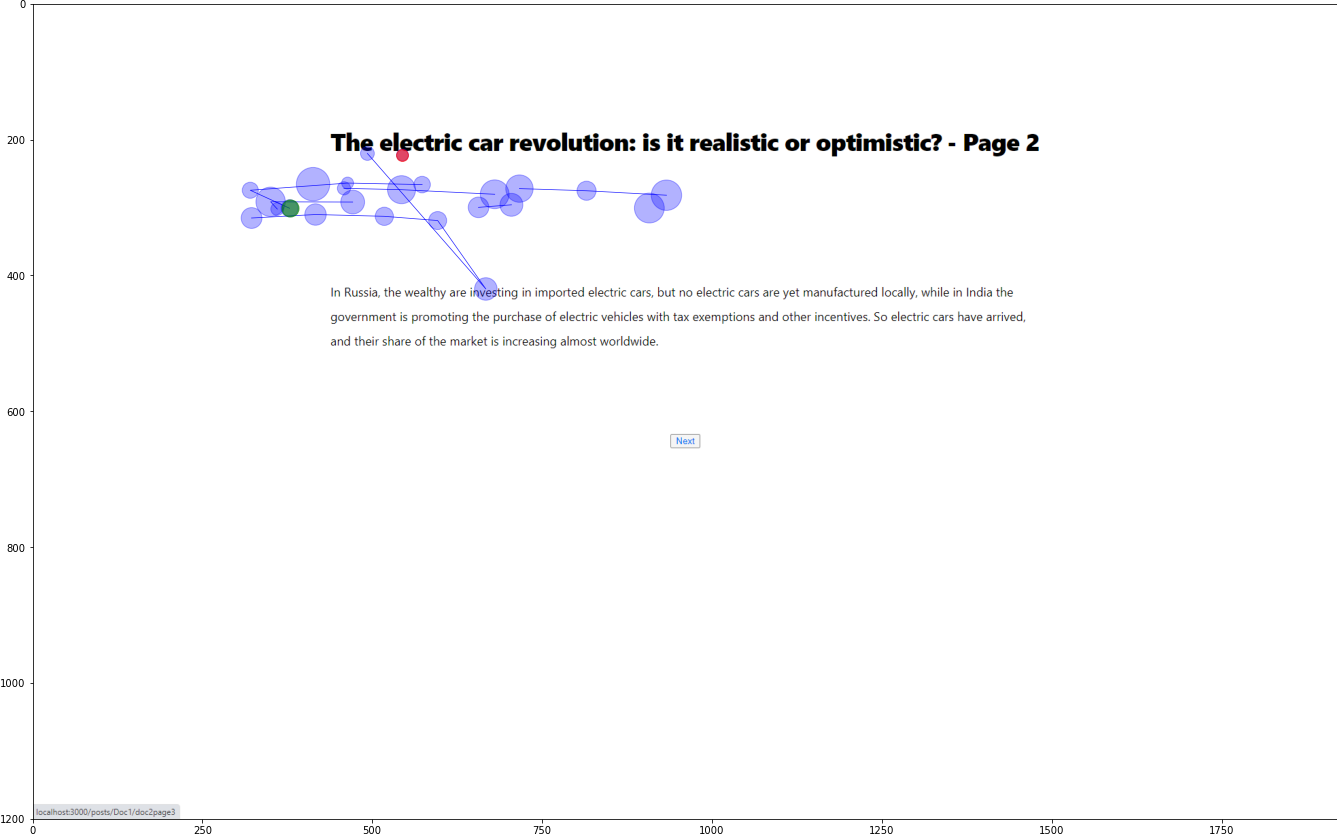 0
200
The electric car revolution: is it realistic or optimistic? - Page 2
400
In Russia, the wealthy are investing in imported electric cars, but no electric cars are yet manufactured locally, while in India the
government is promoting the purchase of electric vehicles with tax exemptions and other incentives. So electric cars have arrived,
and their share of the market is increasing almost worldwide.
600
Next
800
1000
localhost:3000/posts/Doc1/doc2page3
1200
0 250 500 750 1000 1250 1500 1750